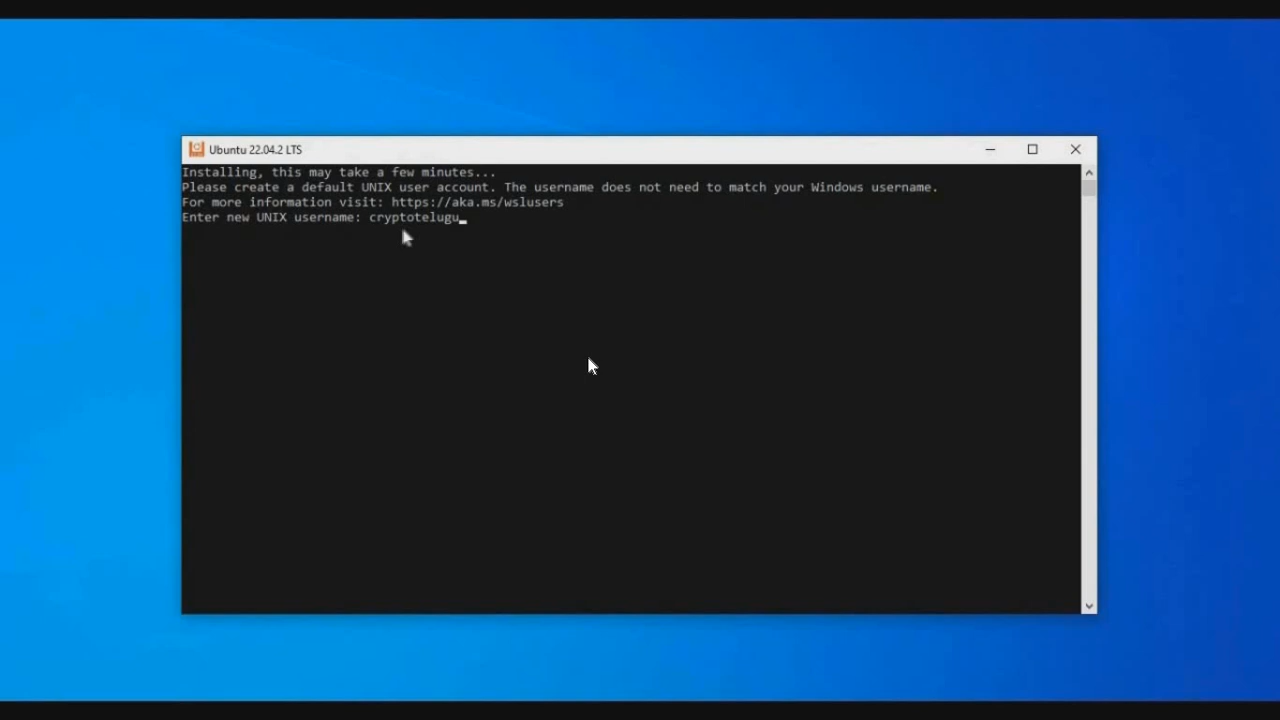 Ubuntu 22.04.2 LTS
Installing, this may take a few minutes...
Please create a default UNIX user account. The username does not need to match your Windows username.
For more information visit: https://aka.ms/wslusers
Enter new UNIX username: cryptotelugu